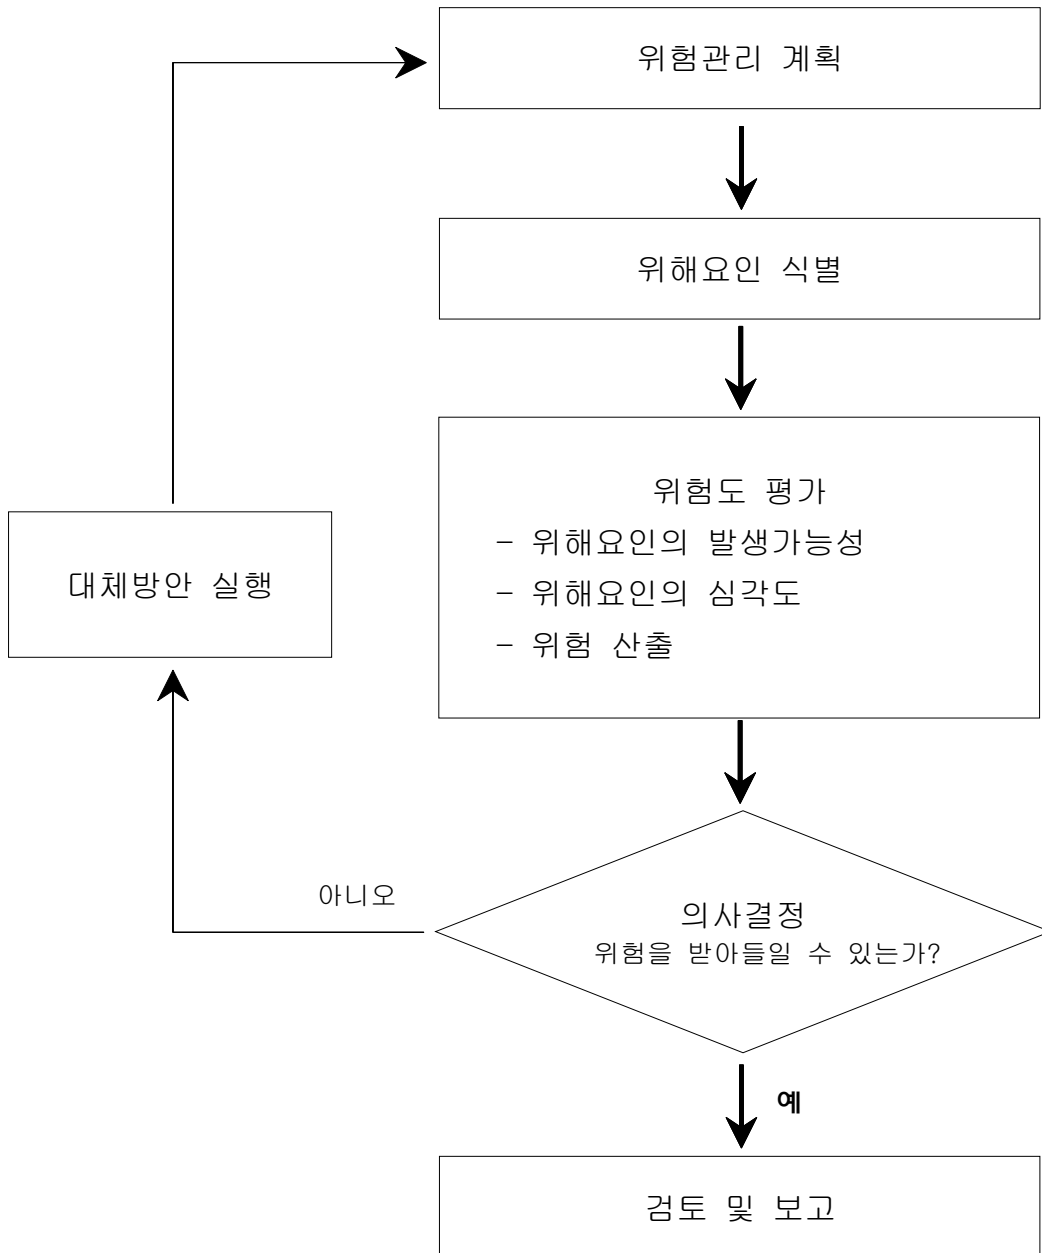 위험관리 계획
위해요인 식별
위험도 평가
- 위해요인의 발생가능성
- 위해요인의 심각도
- 위험 산출
대체방안 실행
아니오
의사결정
위험을 받아들일 수 있는가?
예
검토 및 보고